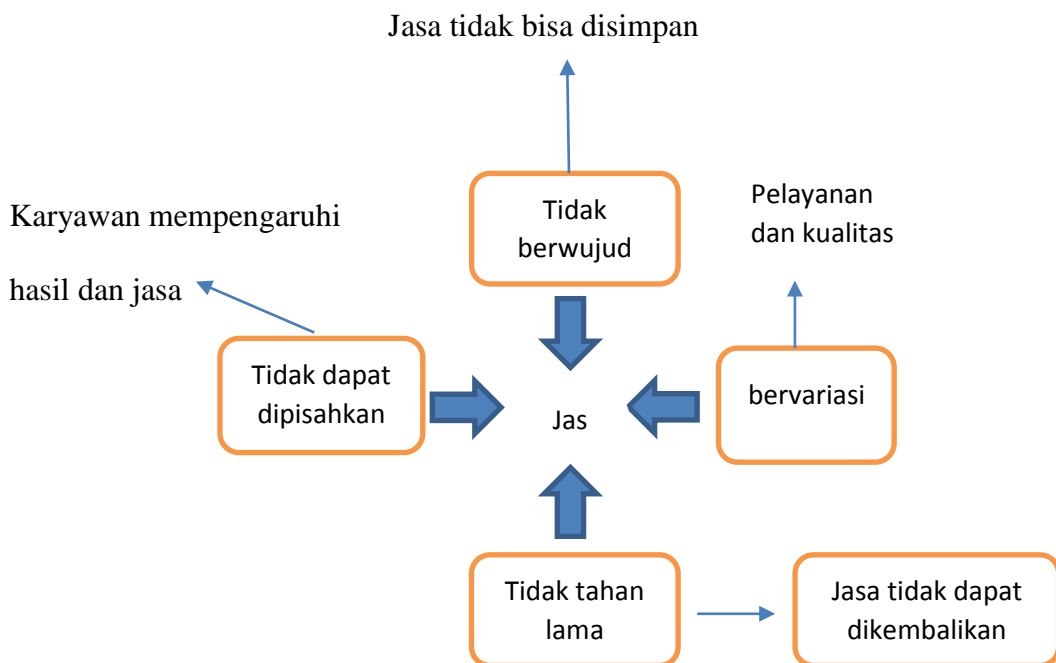 Jasa tidak bisa disimpan
Tidak
berwujud
Pelayanan
dan kualitas
Karyawan mempengaruhi
hasil dan jasa
Tidak dapat
dipisahkan
Jas
bervariasi
Tidak tahan
lama
Jasa tidak dapat
dikembalikan